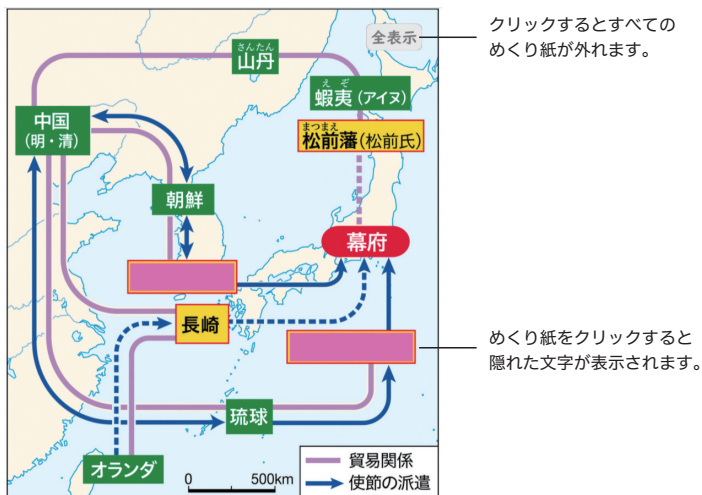 全表示
クリックするとすべての
めくり紙が外れます。
さんたん
山丹
えぞ
蝦夷(アイヌ)
中国
(明・清)
まつまえ
松前藩(松前氏)
朝鮮
幕府
長崎
めくり紙をクリックすると
隠れた文字が表示されます。
琉球
オランダ
0 500km
貿易関係
使節の派遣